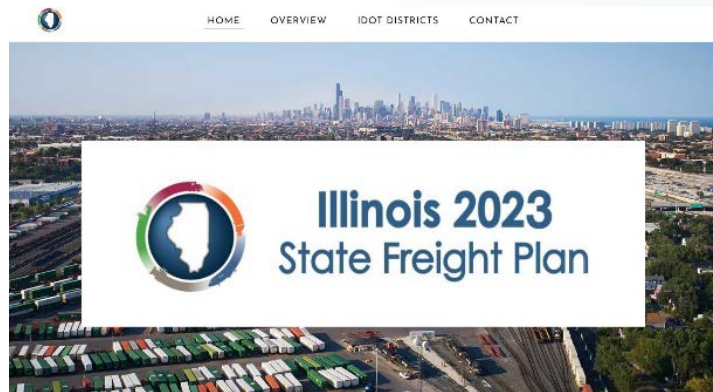 HOME OVERVIEW IDOT DISTRICTS CONTACT
Illinois 2023
State Freight Plan